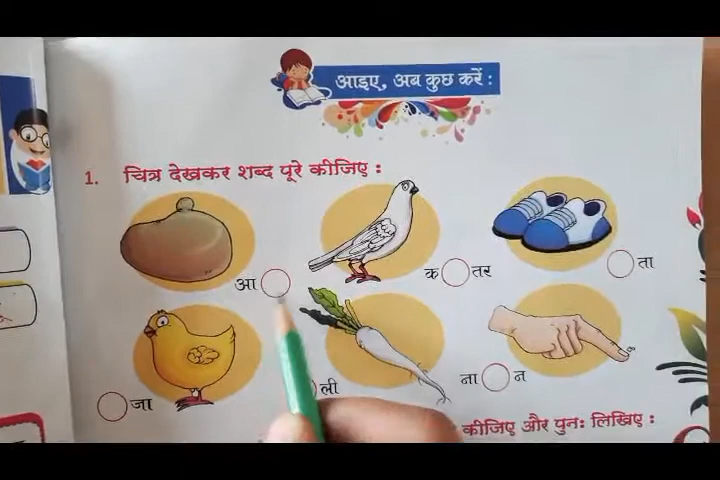 आइए, अब कुछ करें :
1. चित्र देखकर शब्द पूरे कीजिए :
आ
क तर
ता
जा
ली
ना न
कीजिए और पुनः लिखिए :